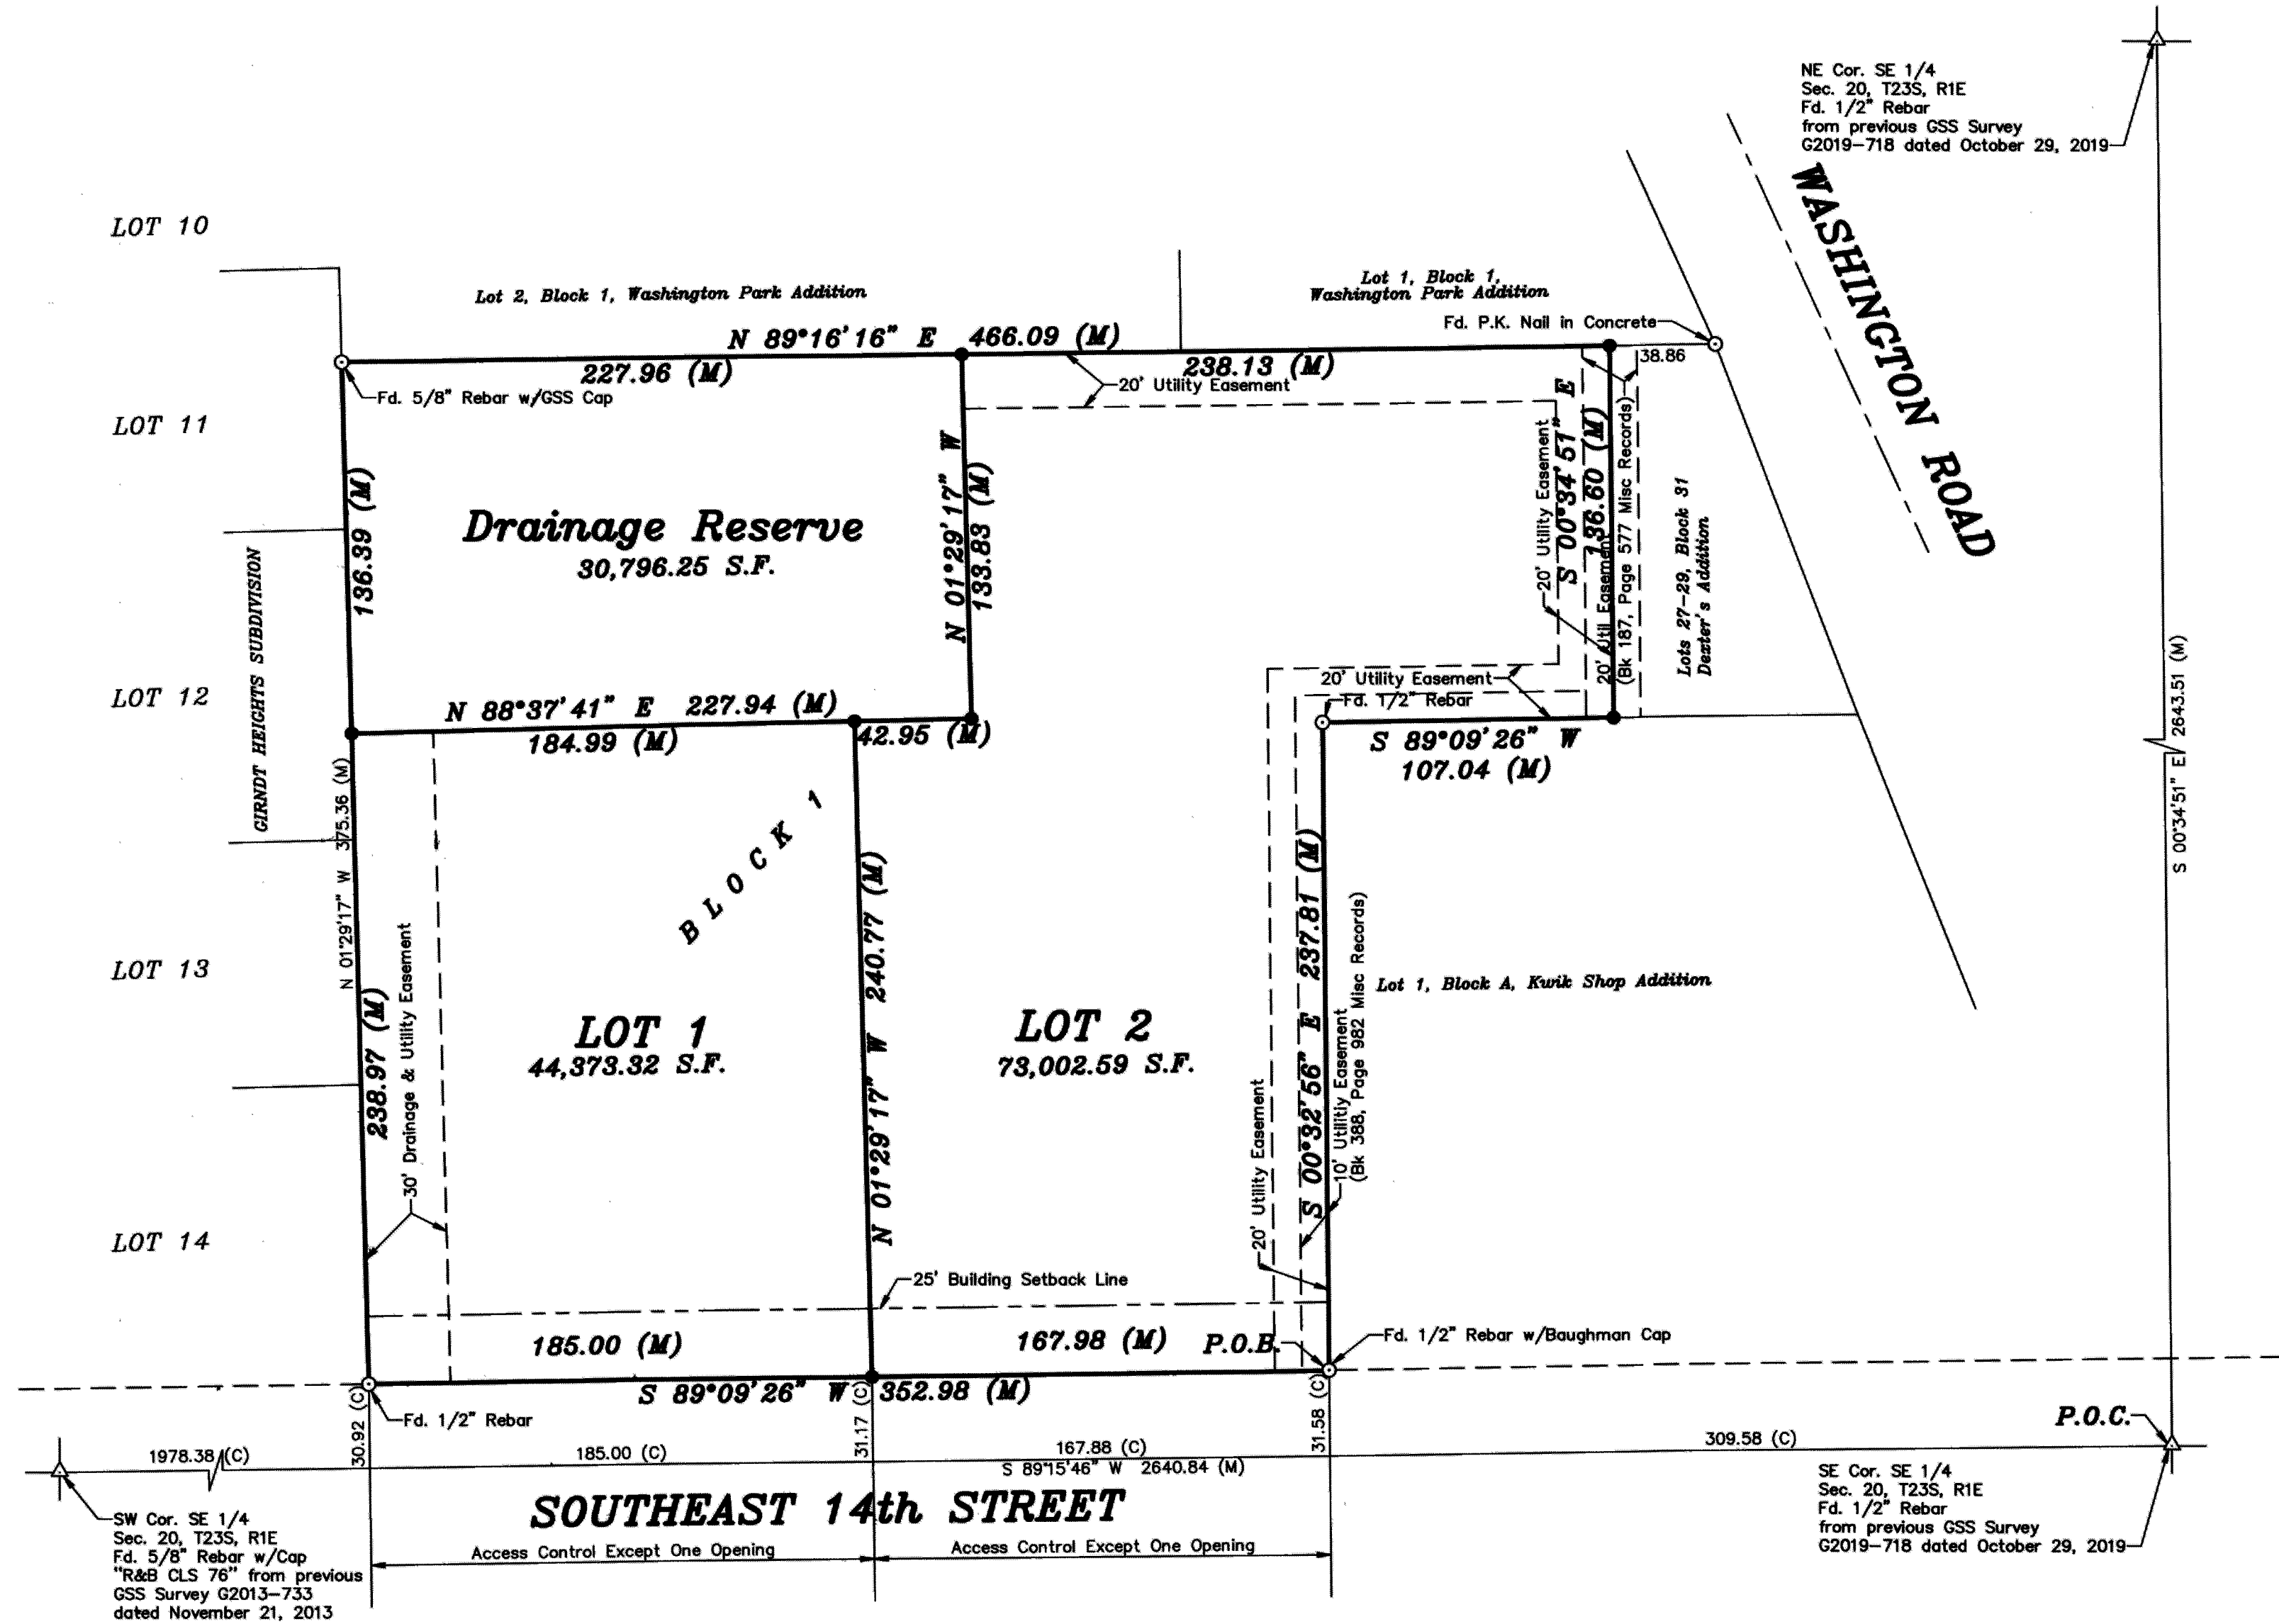 NE Cor. SE 1/4
Sec. 20, T23S, R1E
Fd. 1/2" Rebar
from previous GSS Survey
G2019-718 dated October 29, 2019
WASHINGTON ROAD
LOT 10
Lot 2, Block 1, Washington Park Addition
Lot 1, Block 1,
Washington Park Addition
N 89°16'16" E 466.09 (M)
Fd. P.K. Nail in Concrete
38.86
227.96 (M)
238.13 (M)
20' Utility Easement
Fd. 5/8" Rebar w/GSS Cap
LOT 11
136.39 (M)
Drainage Reserve
30,796.25 S.F.
N 01°29'17" W
133.83 (M)
20' Utility Easement
S 00°34'51" E
136.60 (M)
20' Util Easement
(Bk 187, Page 577 Misc Records)
Lots 27-29, Block 31
Dexter's Addition
GIRNDT HEIGHTS SUBDIVISION
S 00°34'51" E 2643.51 (M)
LOT 12
N 88°37'41" E 227.94 (M)
184.99 (M)
42.95 (M)
20' Utility Easement
Fd. 1/2" Rebar
S 89°09'26" W
107.04 (M)
N 01°29'17" W 375.36 (M)
BLOCK 1
LOT 13
238.97 (M)
30' Drainage & Utility Easement
LOT 1
44,373.32 S.F.
N 01°29'17" W 240.77 (M)
LOT 2
73,002.59 S.F.
20' Utility Easement
S 00°32'56" E 237.81 (M)
10' Utilitiy Easement
(Bk 388, Page 982 Misc Records)
Lot 1, Block A, Kwik Shop Addition
LOT 14
25' Building Setback Line
185.00 (M)
167.98 (M)
P.O.B.
Fd. 1/2" Rebar w/Baughman Cap
S 89°09'26" W 352.98 (M)
Fd. 1/2" Rebar
30.92 (C)
31.17 (C)
31.58 (C)
P.O.C.
1978.38 (C)
185.00 (C)
167.88 (C)
309.58 (C)
S 89°15'46" W 2640.84 (M)
SOUTHEAST 14th STREET
Access Control Except One Opening
Access Control Except One Opening
SW Cor. SE 1/4
Sec. 20, T23S, R1E
Fd. 5/8" Rebar w/Cap
"R&B CLS 76" from previous
GSS Survey G2013-733
dated November 21, 2013
SE Cor. SE 1/4
Sec. 20, T23S, R1E
Fd. 1/2" Rebar
from previous GSS Survey
G2019-718 dated October 29, 2019